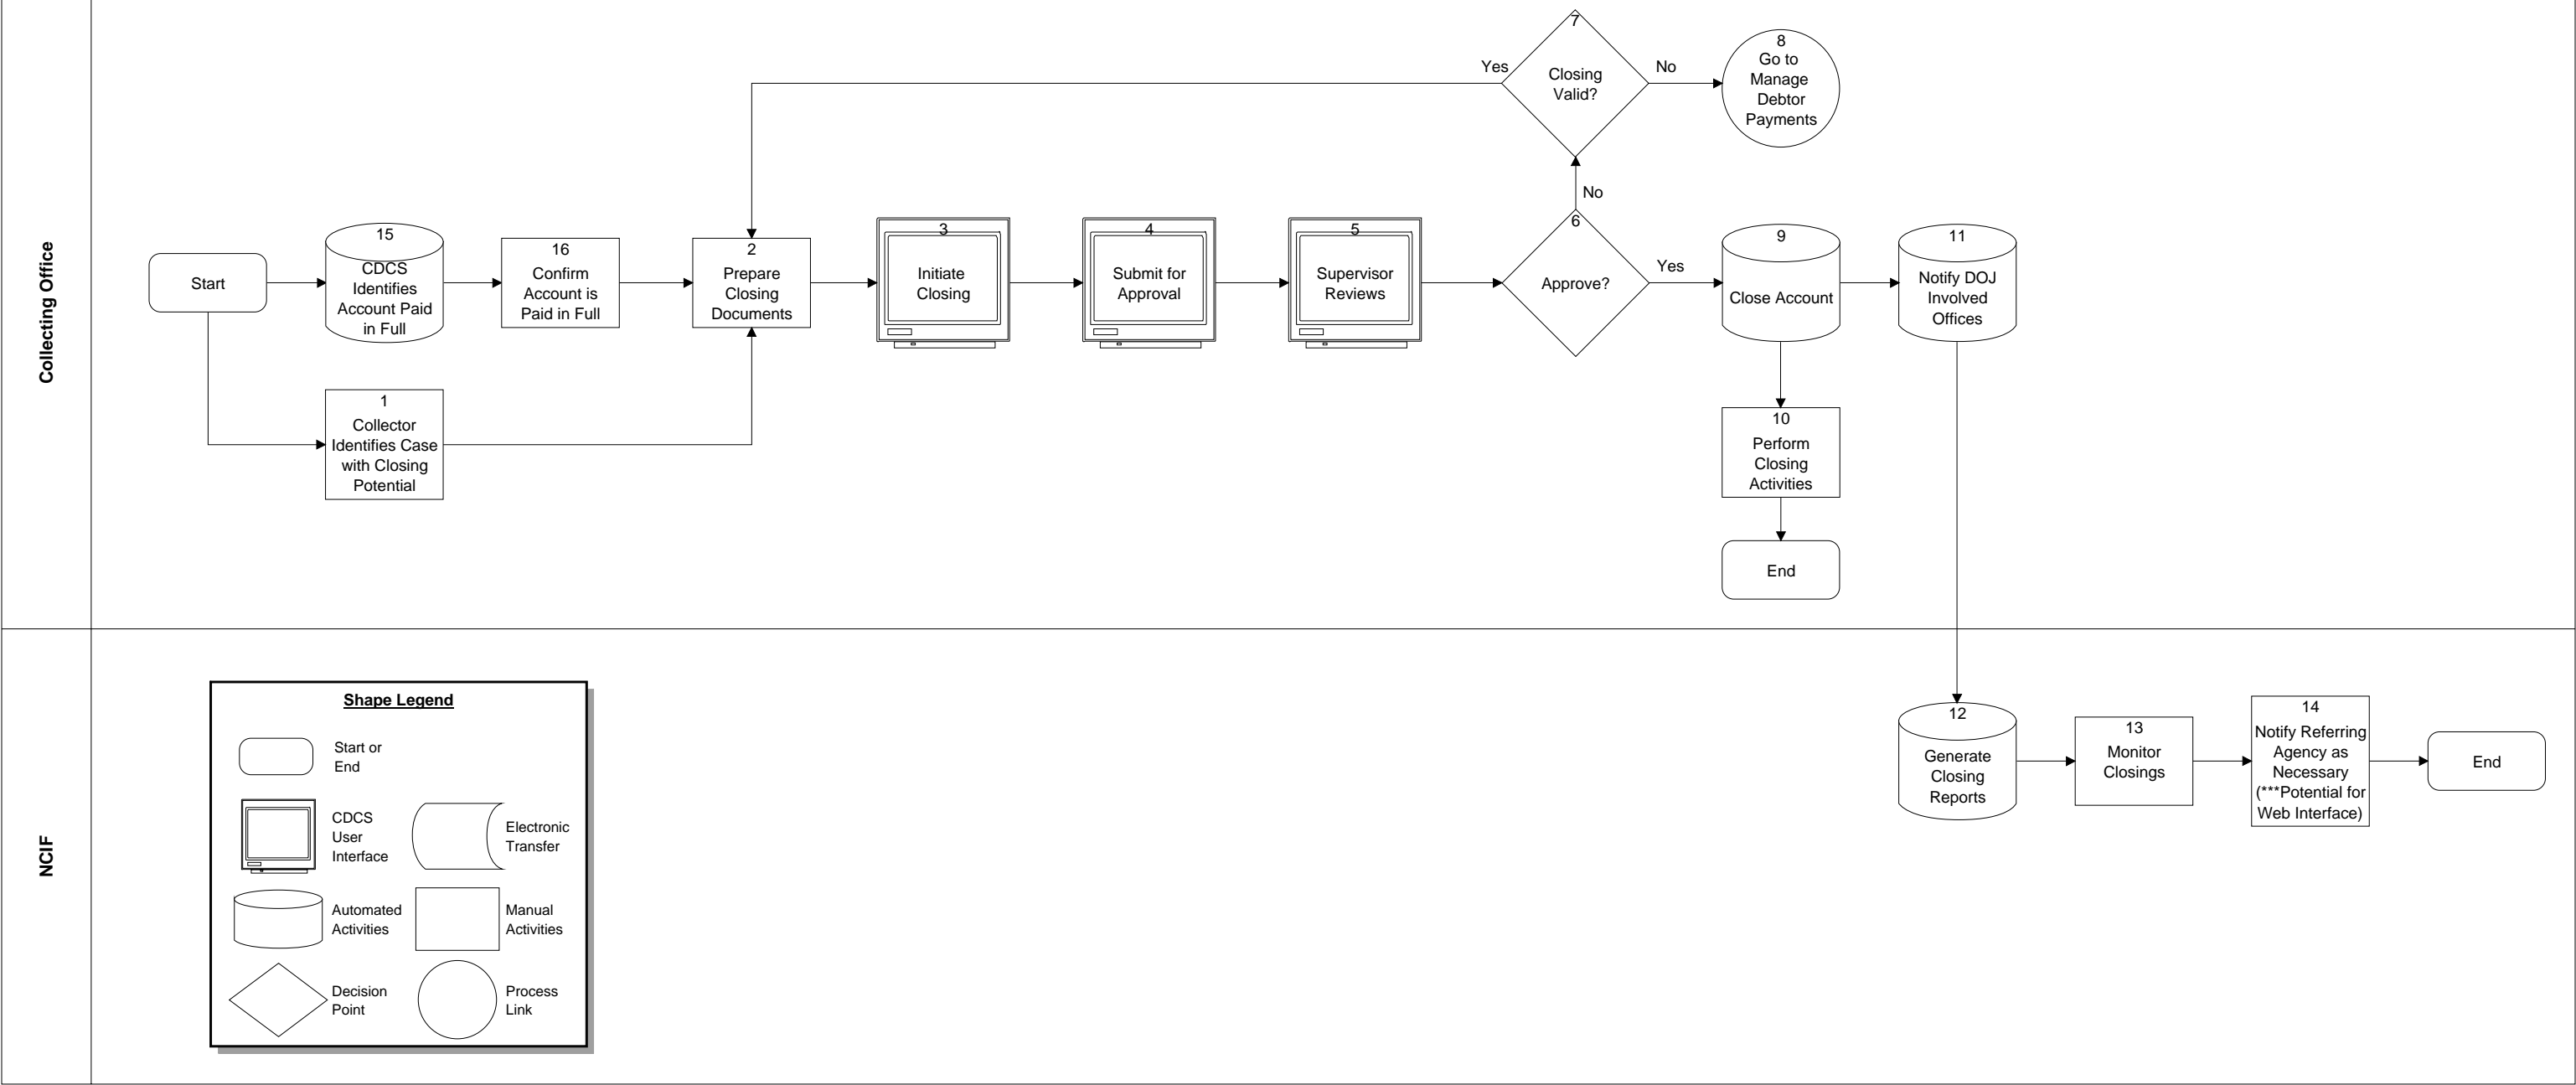 Collecting Office
7
Closing
Valid?
Yes
No
8
Go to
Manage
Debtor
Payments
No
Start
15
CDCS
Identifies
Account Paid
in Full
16
Confirm
Account is
Paid in Full
2
Prepare
Closing
Documents
3
Initiate
Closing
4
Submit for
Approval
5
Supervisor
Reviews
6
Approve?
Yes
9
Close Account
11
Notify DOJ
Involved
Offices
1
Collector
Identifies Case
with Closing
Potential
10
Perform
Closing
Activities
End
NCIF
12
Generate
Closing
Reports
13
Monitor
Closings
14
Notify Referring
Agency as
Necessary
(***Potential for
Web Interface)
End
Shape Legend
Start or
End
CDCS
User
Interface
Electronic
Transfer
Automated
Activities
Manual
Activities
Decision
Point
Process
Link